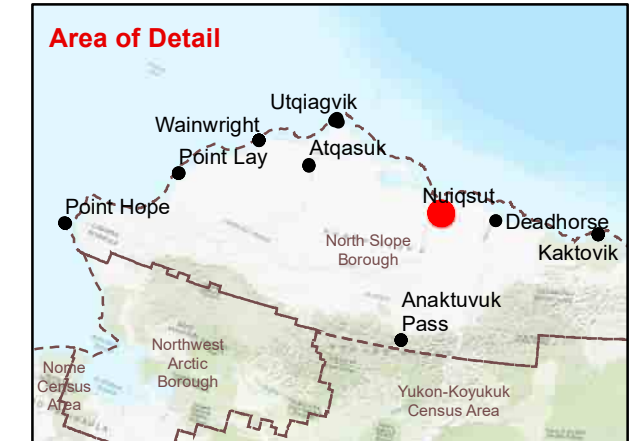 Area of Detail
Utqiagvik
Wainwright
Atqasuk
Point Lay
Nuiqsut
Point Hope
Deadhorse
North Slope
Borough
Kaktovik
Anaktuvuk
Pass
Northwest
Arctic
Borough
Nome
Census
Area
Yukon-Koyukuk
Census Area